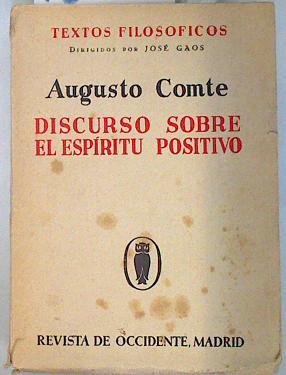 TEXTOS FILOSOFICOS
DIRIGIDOS POR JOSÉ GAOS
Augusto Comte
DISCURSO SOBRE
EL ESPÍRITU POSITIVO
REVISTA DE OCCIDENTE, MADRID